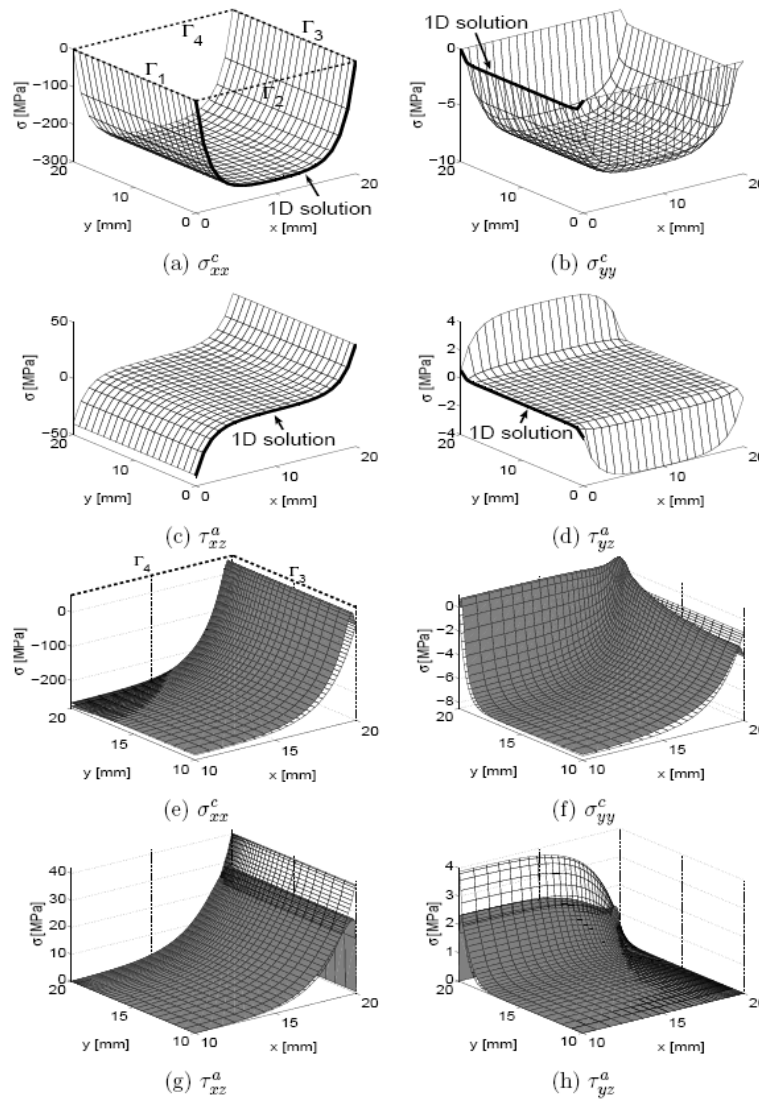 Γ4
Γ3
Γ1
Γ2
0
−100
−200
−300
20
10
0
0
10
20
σ [MPa]
y [mm]
x [mm]
1D solution
(a) σ^c_xx
1D solution
0
−5
−10
20
10
0
0
10
20
σ [MPa]
y [mm]
x [mm]
(b) σ^c_yy
50
0
−50
20
10
0
0
10
20
σ [MPa]
1D solution
y [mm]
x [mm]
(c) τ^a_xz
4
2
0
−2
−4
20
10
0
0
10
20
σ [MPa]
1D solution
y [mm]
x [mm]
(d) τ^a_yz
Γ4
Γ3
0
−100
−200
20
15
10
10
15
20
σ [MPa]
y [mm]
x [mm]
(e) σ^c_xx
0
−2
−4
−6
−8
20
15
10
10
15
20
σ [MPa]
y [mm]
x [mm]
(f) σ^c_yy
40
30
20
10
0
20
15
10
10
15
20
σ [MPa]
y [mm]
x [mm]
(g) τ^a_xz
4
3
2
1
0
20
15
10
10
15
20
σ [MPa]
y [mm]
x [mm]
(h) τ^a_yz